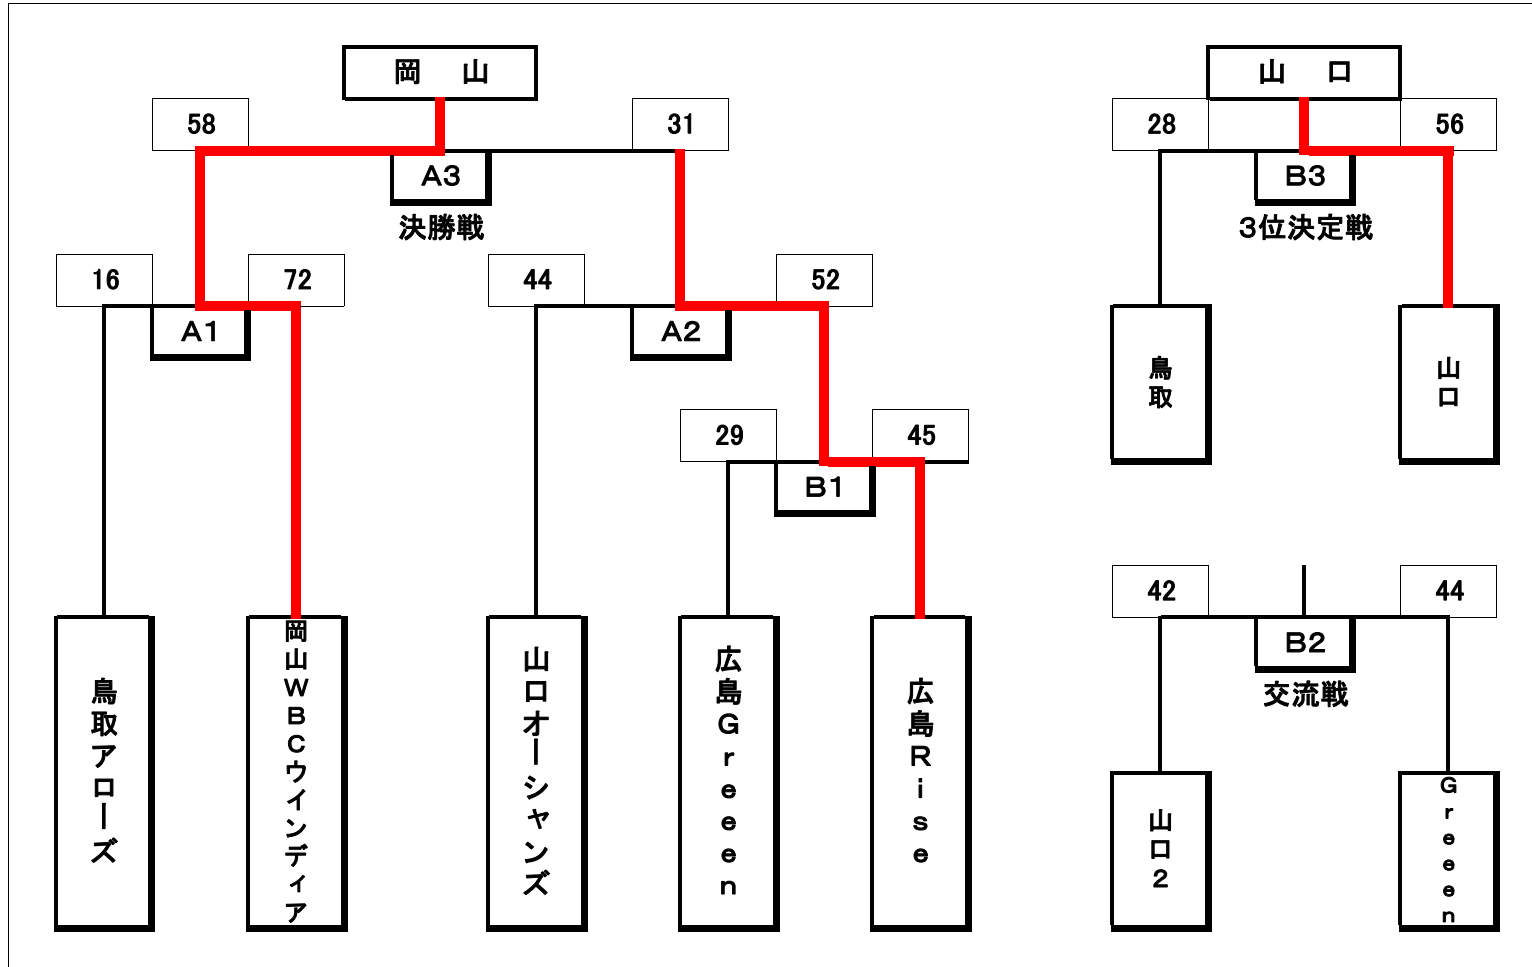 岡　山
山　口
58
31
28
56
A3
B3
決勝戦
3位決定戦
16
72
44
52
A1
A2
鳥取
山口
29
45
B1
42
44
B2
交流戦
鳥取アローズ
岡山WBCウインディア
山口オーシャンズ
広島Green
広島Rise
山口2
Green